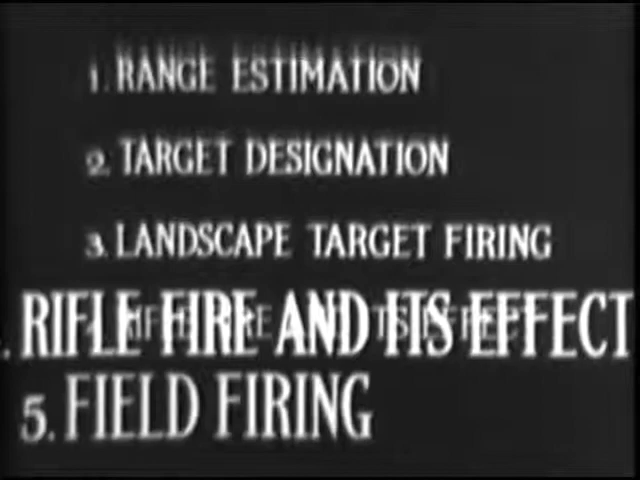 1. RANGE ESTIMATION
2. TARGET DESIGNATION
3. LANDSCAPE TARGET FIRING
. RIFLE FIRE AND ITS EFFECT
5. FIELD FIRING